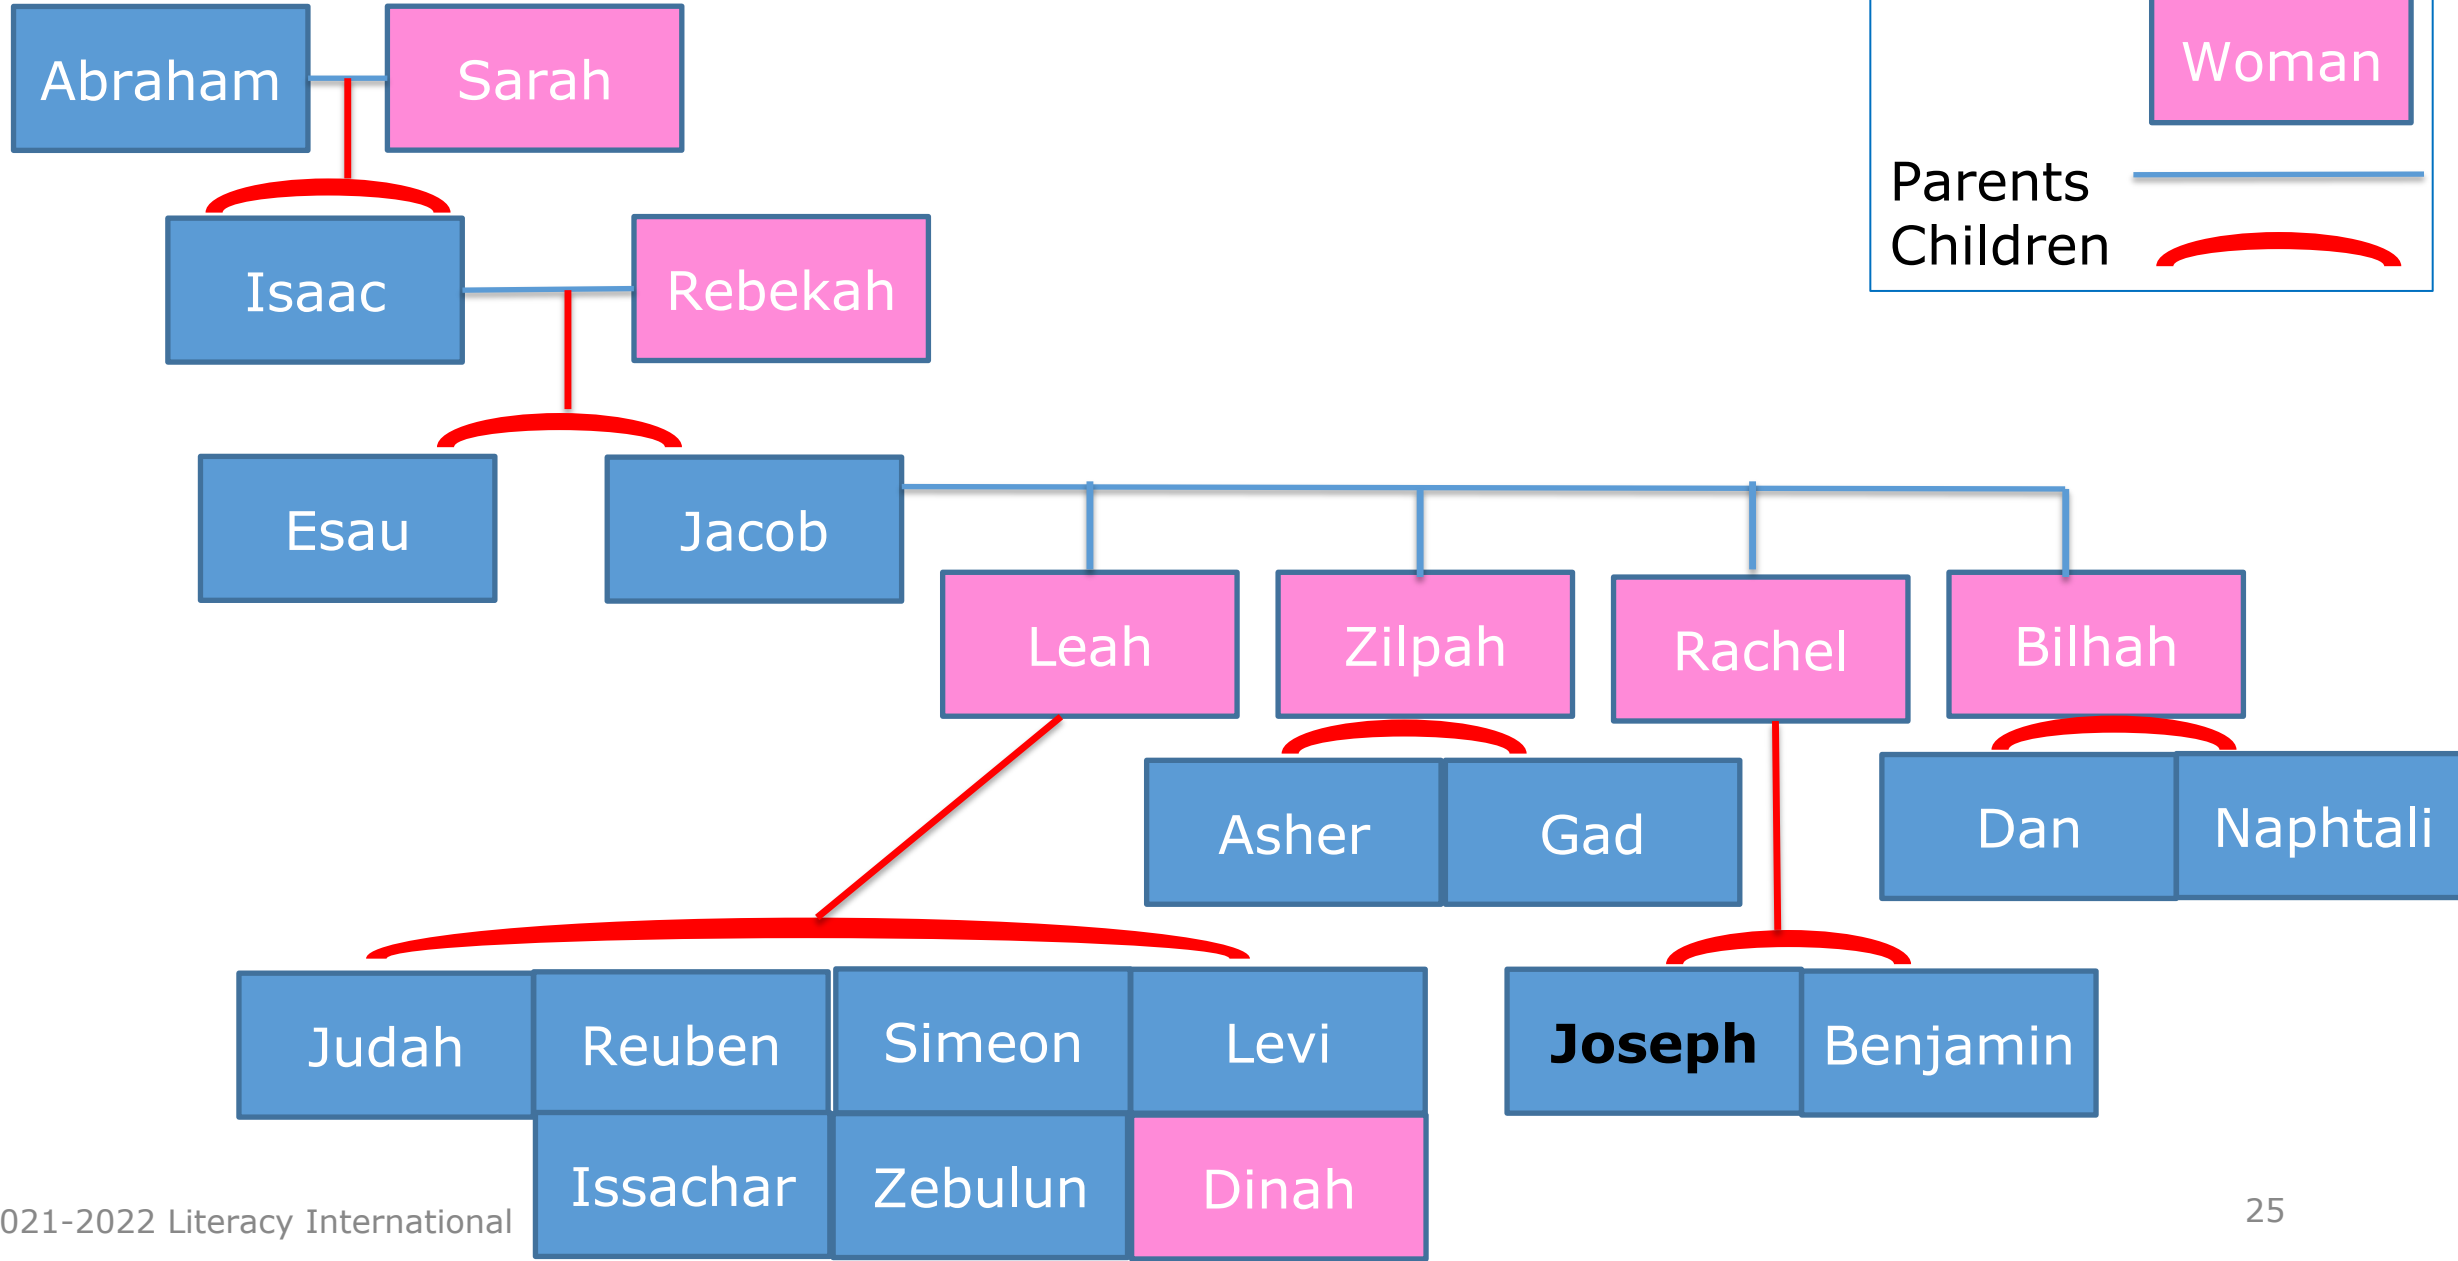 Abraham
Sarah
Woman
Parents
Children
Isaac
Rebekah
Esau
Jacob
Leah
Zilpah
Rachel
Bilhah
Asher
Gad
Dan
Naphtali
Judah
Reuben
Simeon
Levi
Joseph
Benjamin
Issachar
Zebulun
Dinah
021-2022 Literacy International
25